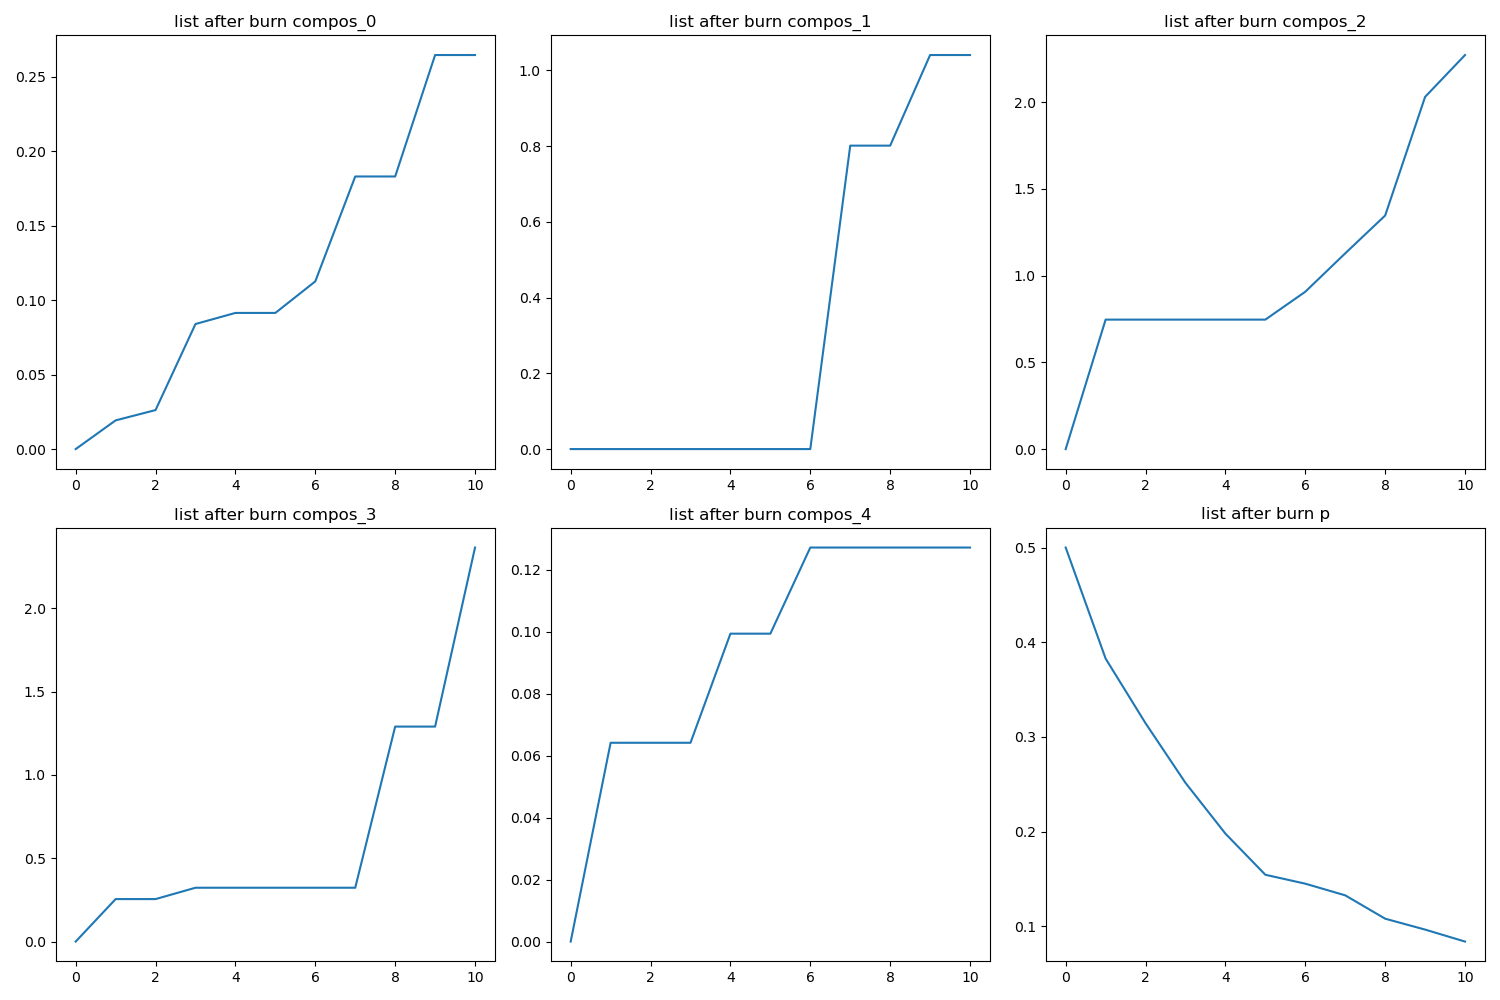 list after burn compos_0
0.25
0.20
0.15
0.10
0.05
0.00
0 2 4 6 8 10
list after burn compos_1
1.0
0.8
0.6
0.4
0.2
0.0
0 2 4 6 8 10
list after burn compos_2
2.0
1.5
1.0
0.5
0.0
0 2 4 6 8 10
list after burn compos_3
2.0
1.5
1.0
0.5
0.0
0 2 4 6 8 10
list after burn compos_4
0.12
0.10
0.08
0.06
0.04
0.02
0.00
0 2 4 6 8 10
list after burn p
0.5
0.4
0.3
0.2
0.1
0 2 4 6 8 10